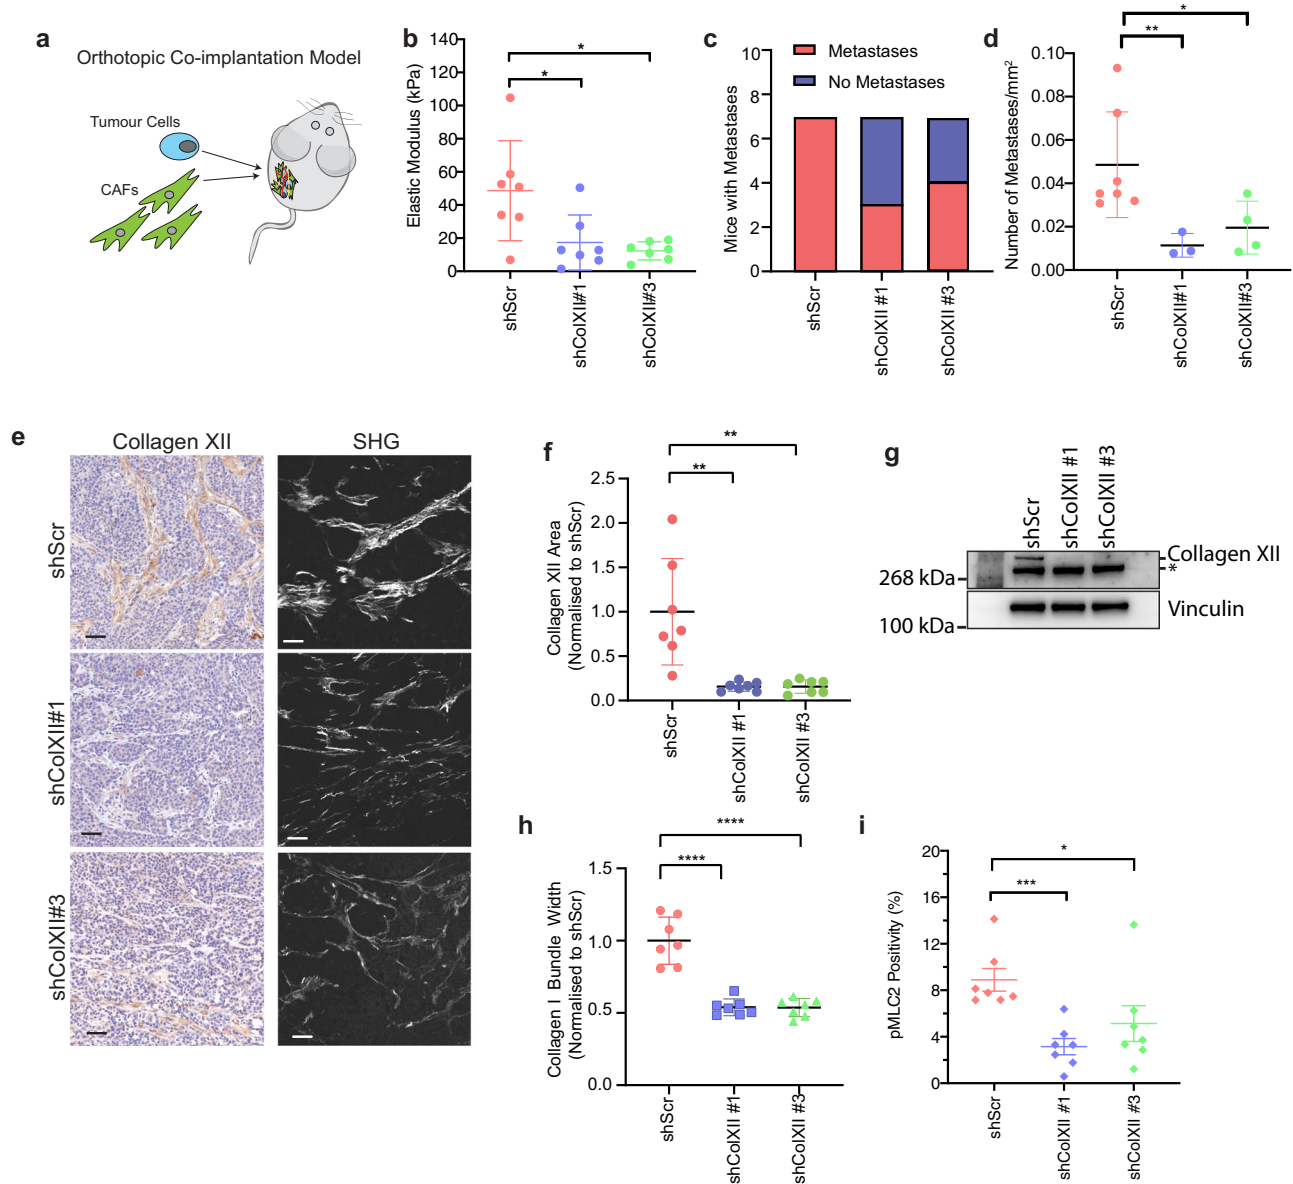 a
Orthotopic Co-implantation Model
Tumour Cells
CAFs
b
Elastic Modulus (kPa)
140
120
100
80
60
40
20
0
*
*
shScr
shColXII#1
shColXII#3
c
Mice with Metastases
10
8
6
4
2
0
Metastases
No Metastases
shScr
shColXII #1
shColXII #3
d
Number of Metastases/mm²
0.10
0.08
0.06
0.04
0.02
0.00
*
**
shScr
shColXII#1
shColXII#3
e
Collagen XII
SHG
shScr
shColXII#1
shColXII#3
f
Collagen XII Area
(Normalised to shScr)
2.5
2.0
1.5
1.0
0.5
0.0
**
**
shScr
shColXII #1
shColXII #3
g
shScr
shColXII #1
shColXII #3
Collagen XII
*
268 kDa
Vinculin
100 kDa
h
Collagen I Bundle Width
(Normalised to shScr)
1.5
1.0
0.5
0.0
****
****
shScr
shColXII #1
shColXII #3
i
pMLC2 Positivity (%)
20
16
12
8
4
0
*
***
shScr
shColXII #1
shColXII #3